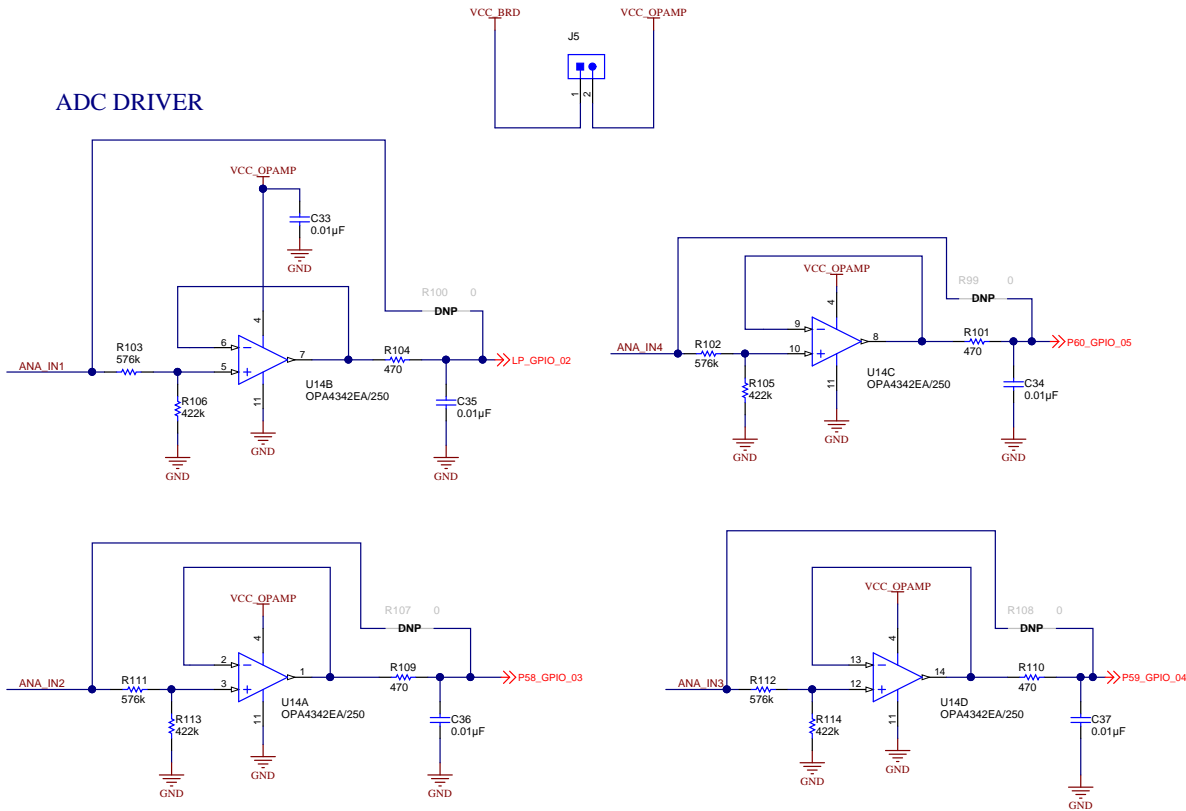 VCC_BRD
VCC_OPAMP
J5
1
2
ADC DRIVER
VCC_OPAMP
C33
0.01µF
GND
R100 0
DNP
4
6
7
5
11
R103
576k
ANA_IN1
R106
422k
GND
U14B
OPA4342EA/250
GND
R104
470
LP_GPIO_02
C35
0.01µF
GND
VCC_OPAMP
R99 0
DNP
4
9
8
10
11
ANA_IN4
R102
576k
R105
422k
GND
U14C
OPA4342EA/250
GND
R101
470
P60_GPIO_05
C34
0.01µF
GND
VCC_OPAMP
R107 0
DNP
4
2
1
3
11
ANA_IN2
R111
576k
R113
422k
GND
U14A
OPA4342EA/250
GND
R109
470
P58_GPIO_03
C36
0.01µF
GND
VCC_OPAMP
R108 0
DNP
4
13
14
12
11
ANA_IN3
R112
576k
R114
422k
GND
U14D
OPA4342EA/250
GND
R110
470
P59_GPIO_04
C37
0.01µF
GND